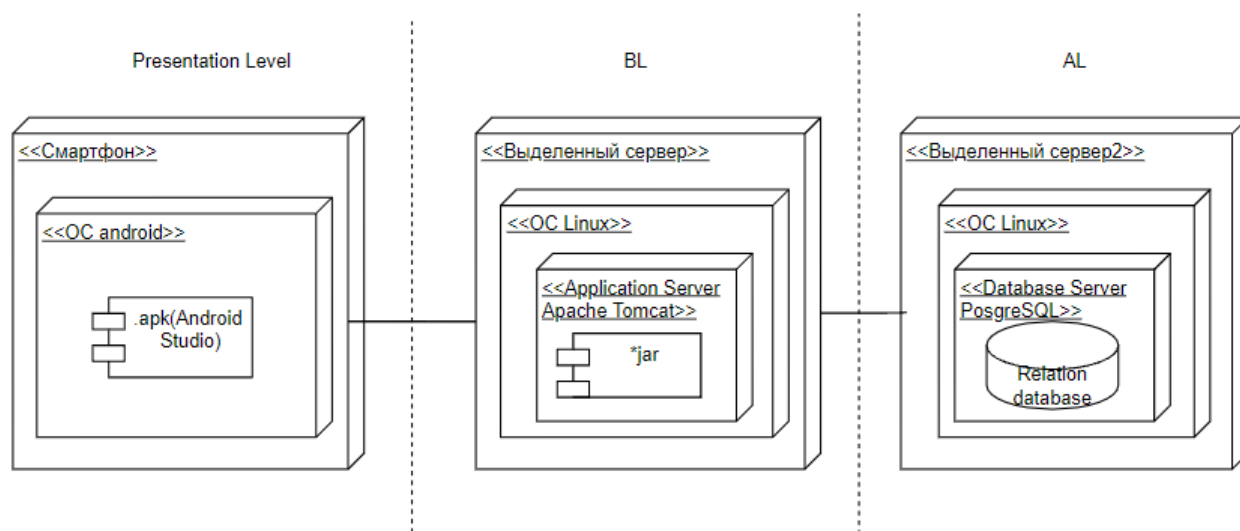 Presentation Level
BL
AL
<<Смартфон>>
<<ОС android>>
.apk(Android
Studio)
<<Выделенный сервер>>
<<ОС Linux>>
<<Application Server
Apache Tomcat>>
*jar
<<Выделенный сервер2>>
<<ОС Linux>>
<<Database Server
PosgreSQL>>
Relation
database